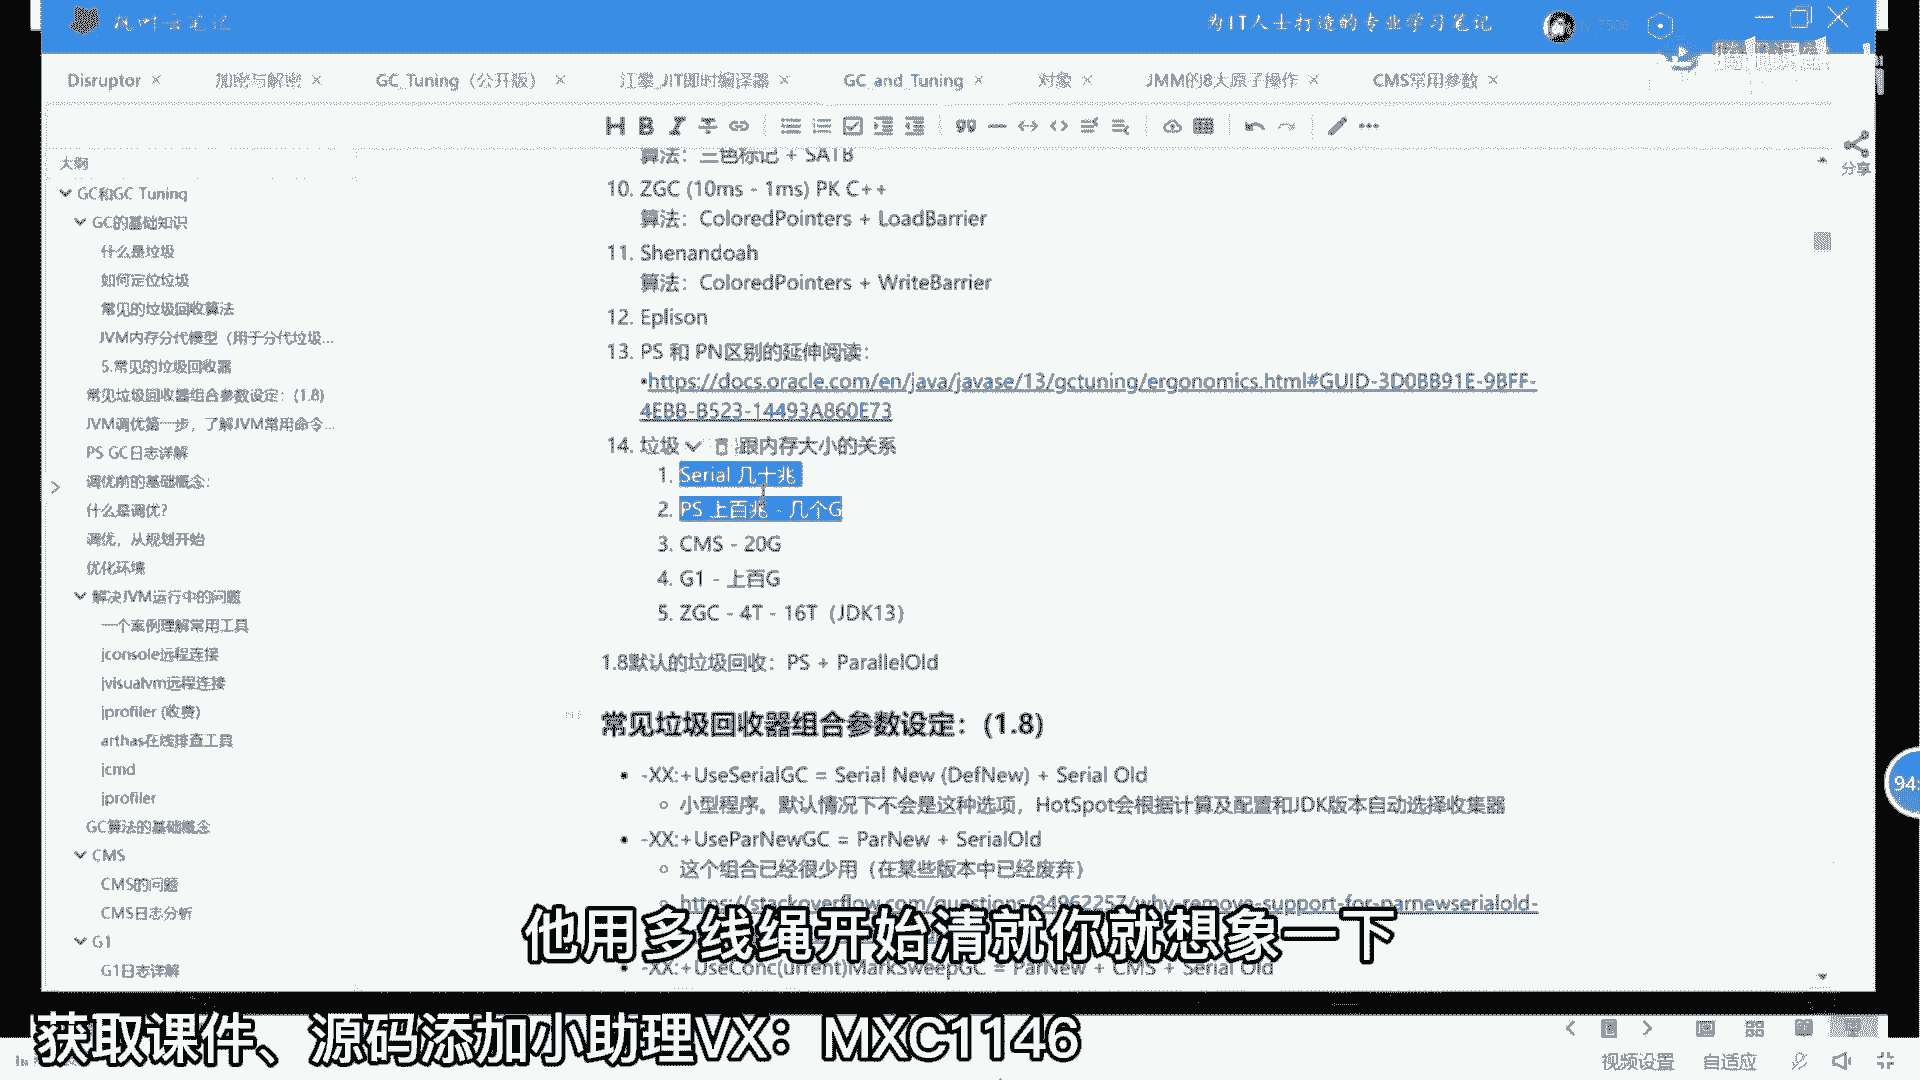 枫叶云笔记
为IT人士打造的专业学习笔记
Disruptor ×
加密与解密 ×
GC_Tuning（公开版） ×
JIT即时编译器 ×
GC_and_Tuning ×
对象 ×
JMM的8大原子操作 ×
CMS常用参数 ×
分享
大纲
GC和GC Tuning
GC的基础知识
什么是垃圾
如何定位垃圾
常见的垃圾回收算法
JVM内存分代模型（用于分代垃圾...
5.常见的垃圾回收器
常见垃圾回收器组合参数设定：(1.8)
JVM调优第一步，了解JVM常用命令...
PS GC日志详解
调优前的基础概念：
什么是调优？
调优，从规划开始
优化环境
解决JVM运行中的问题
一个案例理解常用工具
jconsole远程连接
jvisualvm远程连接
jprofiler (收费)
arthas在线排查工具
jcmd
jprofiler
GC算法的基础概念
CMS
CMS的问题
CMS日志分析
G1
G1日志详解
算法：三色标记 + SATB
10. ZGC (10ms - 1ms) PK C++
算法：ColoredPointers + LoadBarrier
11. Shenandoah
算法：ColoredPointers + WriteBarrier
12. Eplison
13. PS 和 PN区别的延伸阅读：
•https://docs.oracle.com/en/java/javase/13/gctuning/ergonomics.html#GUID-3D0BB91E-9BFF-
4EBB-B523-14493A860E73
14. 垃圾 跟内存大小的关系
1. Serial 几十兆
2. PS 上百兆 - 几个G
3. CMS - 20G
4. G1 - 上百G
5. ZGC - 4T - 16T（JDK13）
1.8默认的垃圾回收：PS + ParallelOld
常见垃圾回收器组合参数设定：(1.8)
-XX:+UseSerialGC = Serial New (DefNew) + Serial Old
小型程序。默认情况下不会是这种选项，HotSpot会根据计算及配置和JDK版本自动选择收集器
-XX:+UseParNewGC = ParNew + SerialOld
这个组合已经很少用（在某些版本中已经废弃）
https://stackoverflow.com/questions/34962257/why-remove-support-for-parnewserialold-
-XX:+UseConc(urrent)MarkSweepGC = ParNew + CMS + Serial Old
94
他用多线绳开始清就你就想象一下
获取课件、源码添加小助理VX：MXC1146
视频设置
自适应